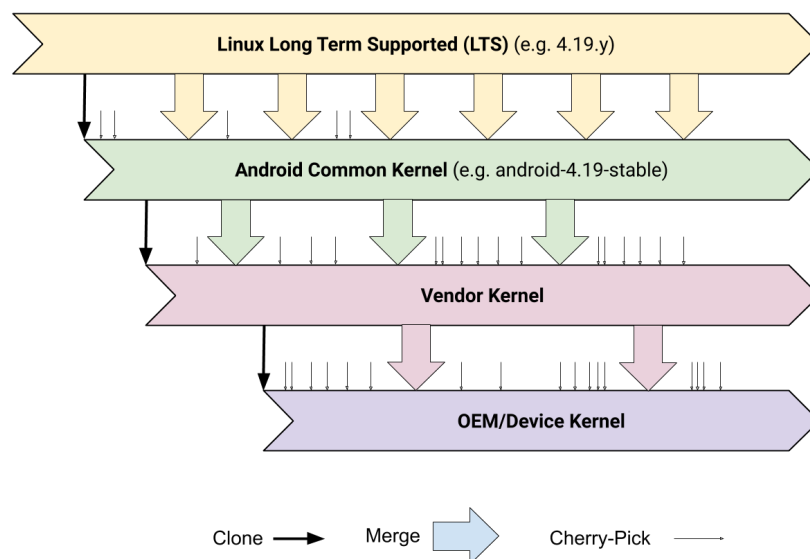 Linux Long Term Supported (LTS) (e.g. 4.19.y)
Android Common Kernel (e.g. android-4.19-stable)
Vendor Kernel
OEM/Device Kernel
Clone
Merge
Cherry-Pick